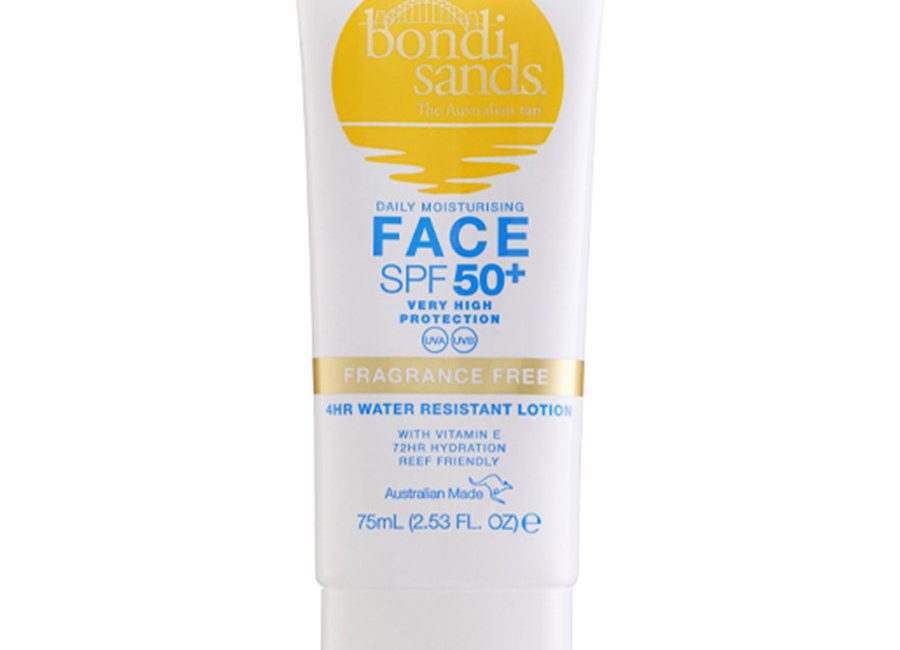 bondi
sands.
The Australian tan
DAILY MOISTURISING
FACE
SPF 50+
VERY HIGH
PROTECTION
UVA UVB
FRAGRANCE FREE
4HR WATER RESISTANT LOTION
WITH VITAMIN E
72HR HYDRATION
REEF FRIENDLY
Australian Made
75mL (2.53 FL. OZ) ℮